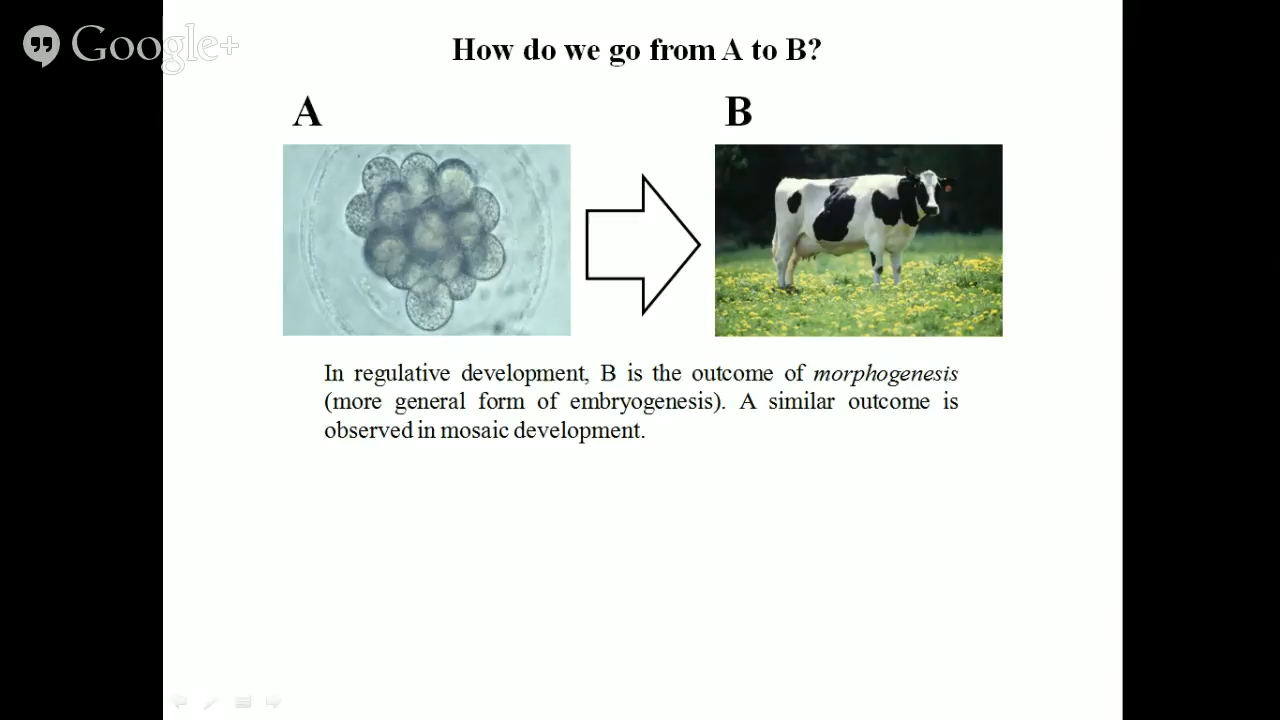 Google+
How do we go from A to B?
A
B
In regulative development, B is the outcome of morphogenesis
(more general form of embryogenesis). A similar outcome is
observed in mosaic development.